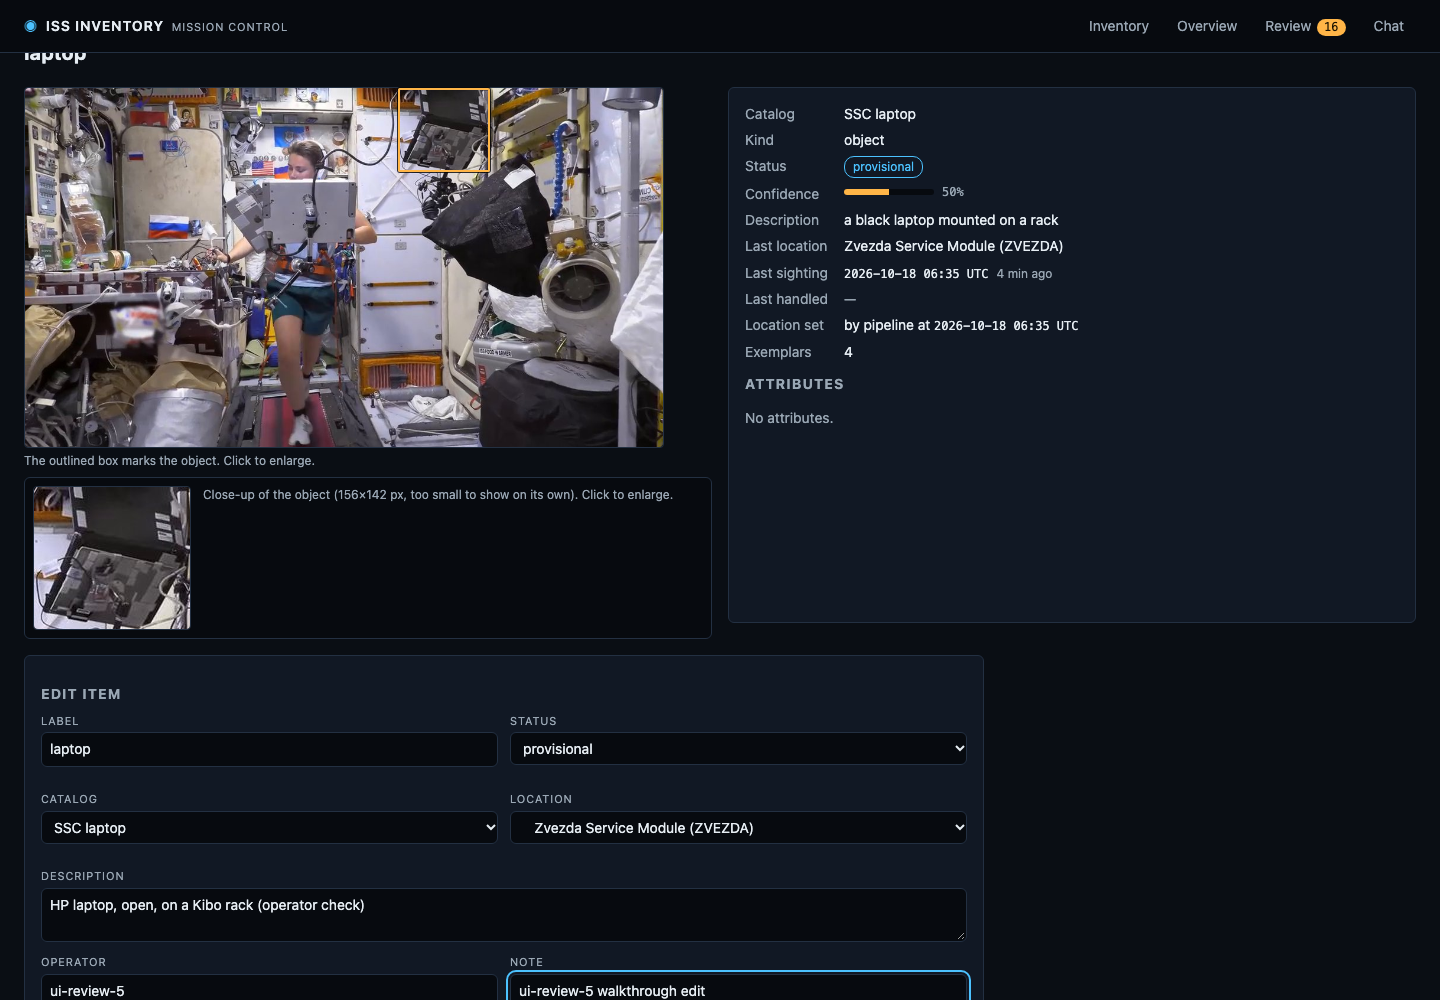 ISS INVENTORY MISSION CONTROL
Inventory Overview Review 16 Chat
laptop
The outlined box marks the object. Click to enlarge.
Close-up of the object (156×142 px, too small to show on its own). Click to enlarge.
Catalog SSC laptop
Kind object
Status provisional
Confidence 50%
Description a black laptop mounted on a rack
Last location Zvezda Service Module (ZVEZDA)
Last sighting 2026-10-18 06:35 UTC 4 min ago
Last handled —
Location set by pipeline at 2026-10-18 06:35 UTC
Exemplars 4
ATTRIBUTES
No attributes.
EDIT ITEM
LABEL
laptop
STATUS
provisional
CATALOG
SSC laptop
LOCATION
Zvezda Service Module (ZVEZDA)
DESCRIPTION
HP laptop, open, on a Kibo rack (operator check)
OPERATOR
ui-review-5
NOTE
ui-review-5 walkthrough edit